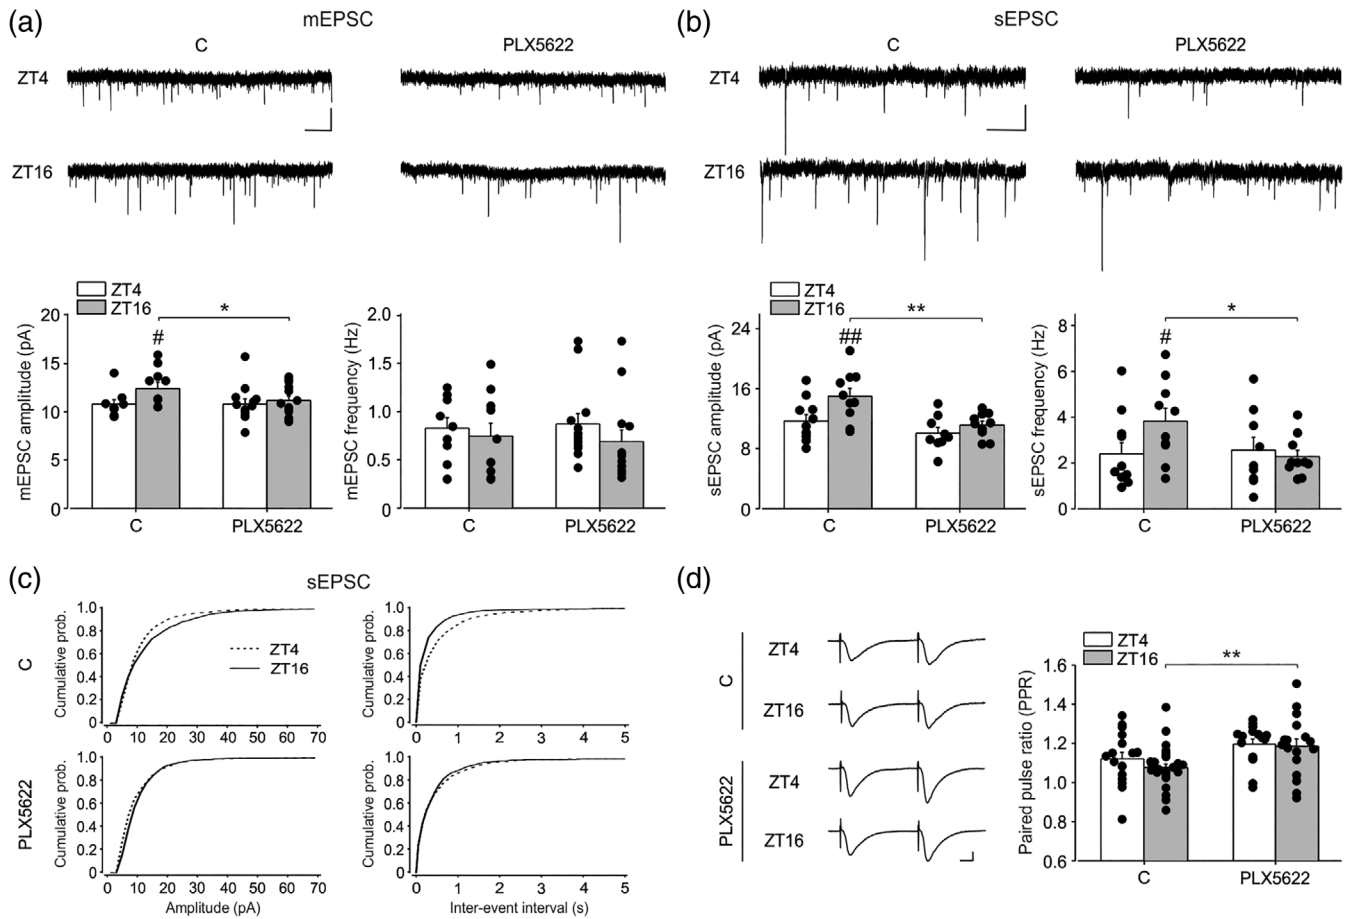 (a)
mEPSC
C
PLX5622
ZT4
ZT16
ZT4
ZT16
mEPSC amplitude (pA)
20
15
10
5
0
#
*
C
PLX5622
mEPSC frequency (Hz)
2.0
1.5
1.0
0.5
0
C
PLX5622
(b)
sEPSC
C
PLX5622
ZT4
ZT16
ZT4
ZT16
sEPSC amplitude (pA)
24
16
8
0
##
**
C
PLX5622
sEPSC frequency (Hz)
8
6
4
2
0
#
*
C
PLX5622
(c)
sEPSC
C
Cumulative prob.
1.0
0.8
0.6
0.4
0.2
0
ZT4
ZT16
0 10 20 30 40 50 60 70
Cumulative prob.
1.0
0.8
0.6
0.4
0.2
0
0 1 2 3 4 5
PLX5622
Cumulative prob.
1.0
0.8
0.6
0.4
0.2
0
0 10 20 30 40 50 60 70
Amplitude (pA)
Cumulative prob.
1.0
0.8
0.6
0.4
0.2
0
0 1 2 3 4 5
Inter-event interval (s)
(d)
C
ZT4
ZT16
PLX5622
ZT4
ZT16
ZT4
ZT16
Paired pulse ratio (PPR)
1.6
1.4
1.2
1.0
0.8
0.6
**
C
PLX5622